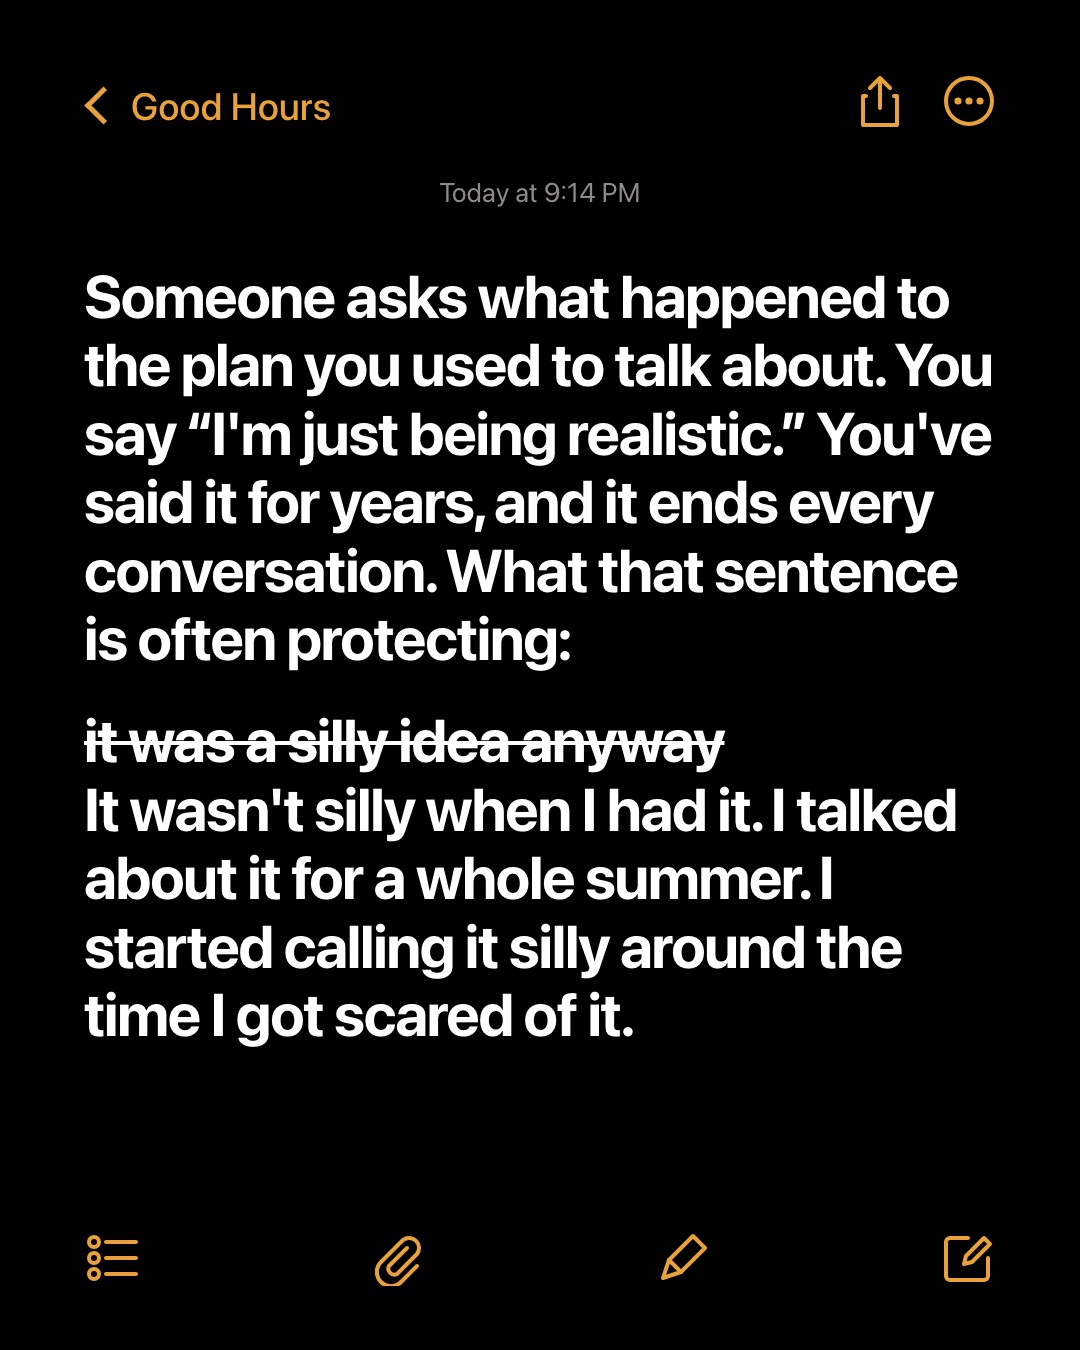 Good Hours
Today at 9:14 PM
Someone asks what happened to
the plan you used to talk about. You
say “I'm just being realistic.” You've
said it for years, and it ends every
conversation. What that sentence
is often protecting:
it was a silly idea anyway
It wasn't silly when I had it. I talked
about it for a whole summer. I
started calling it silly around the
time I got scared of it.